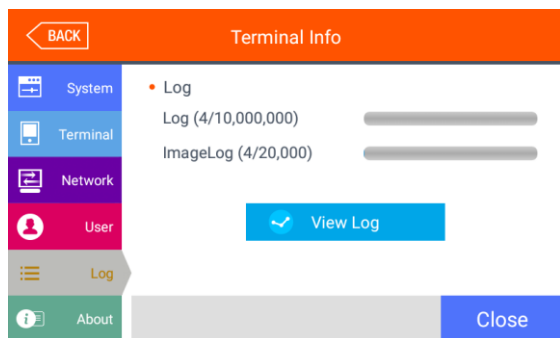 BACK
Terminal Info
System
Terminal
Network
User
Log
About
• Log
Log (4/10,000,000)
ImageLog (4/20,000)
View Log
Close